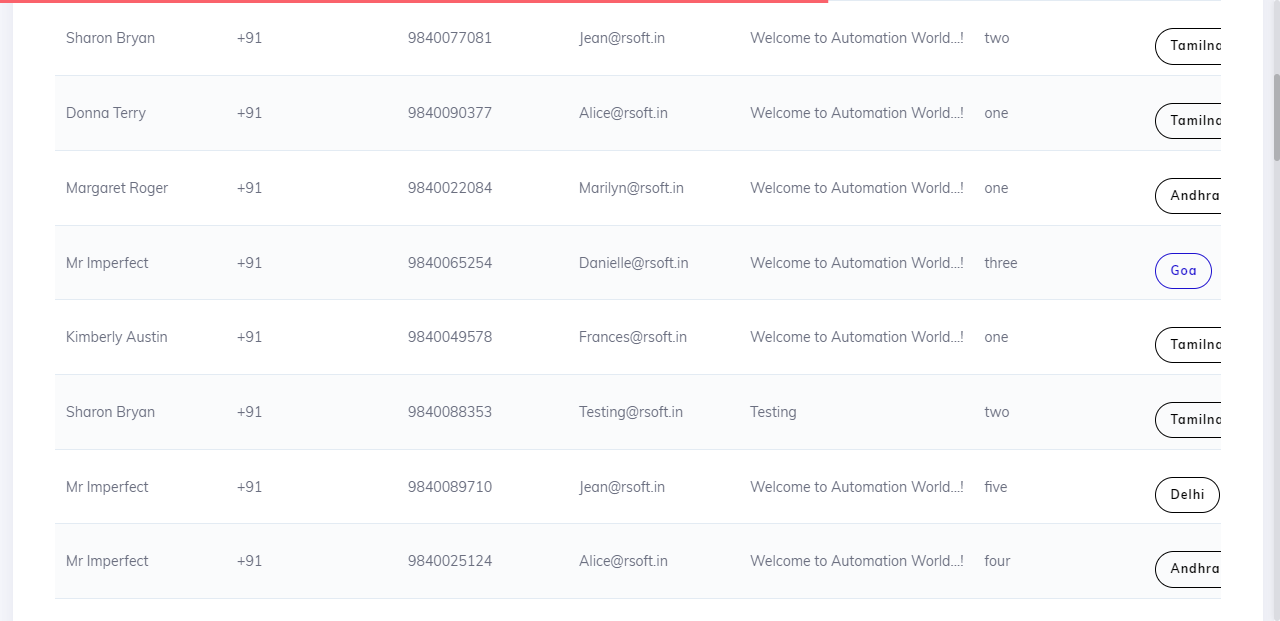 Sharon Bryan +91 9840077081 Jean@rsoft.in Welcome to Automation World...! two
Donna Terry +91 9840090377 Alice@rsoft.in Welcome to Automation World...! one
Margaret Roger +91 9840022084 Marilyn@rsoft.in Welcome to Automation World...! one Andhra
Mr Imperfect +91 9840065254 Danielle@rsoft.in Welcome to Automation World...! three Goa
Kimberly Austin +91 9840049578 Frances@rsoft.in Welcome to Automation World...! one
Sharon Bryan +91 9840088353 Testing@rsoft.in Testing two
Mr Imperfect +91 9840089710 Jean@rsoft.in Welcome to Automation World...! five Delhi
Mr Imperfect +91 9840025124 Alice@rsoft.in Welcome to Automation World...! four Andhra